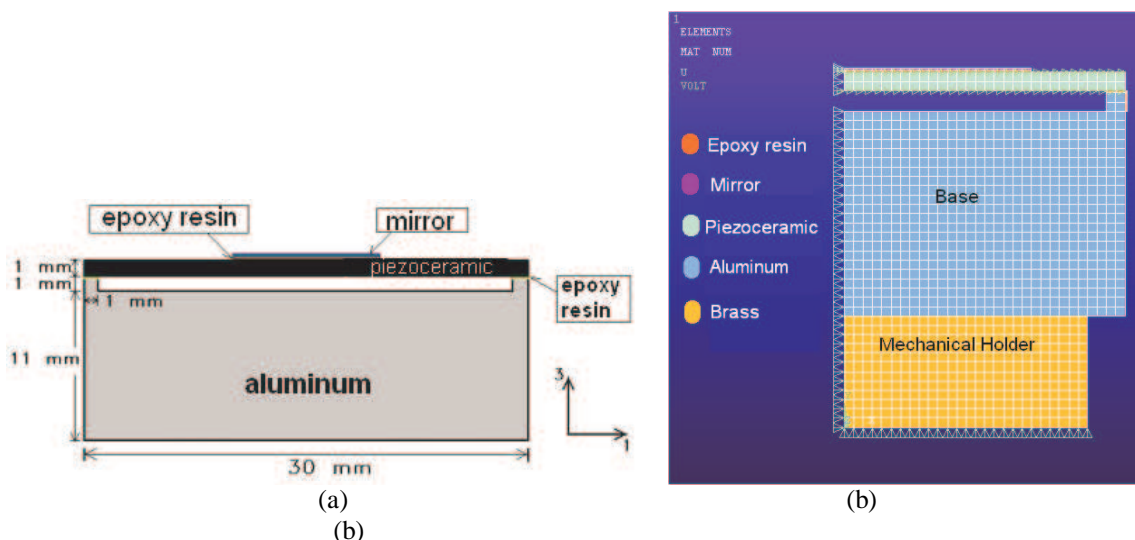 epoxy resin
mirror
1 mm
piezoceramic
1 mm
1 mm
epoxy
resin
11 mm
aluminum
3
1
30 mm
(a)
(b)
1
ELEMENTS
MAT NUM
U
VOLT
Epoxy resin
Mirror
Piezoceramic
Aluminum
Brass
Base
Mechanical Holder
(b)